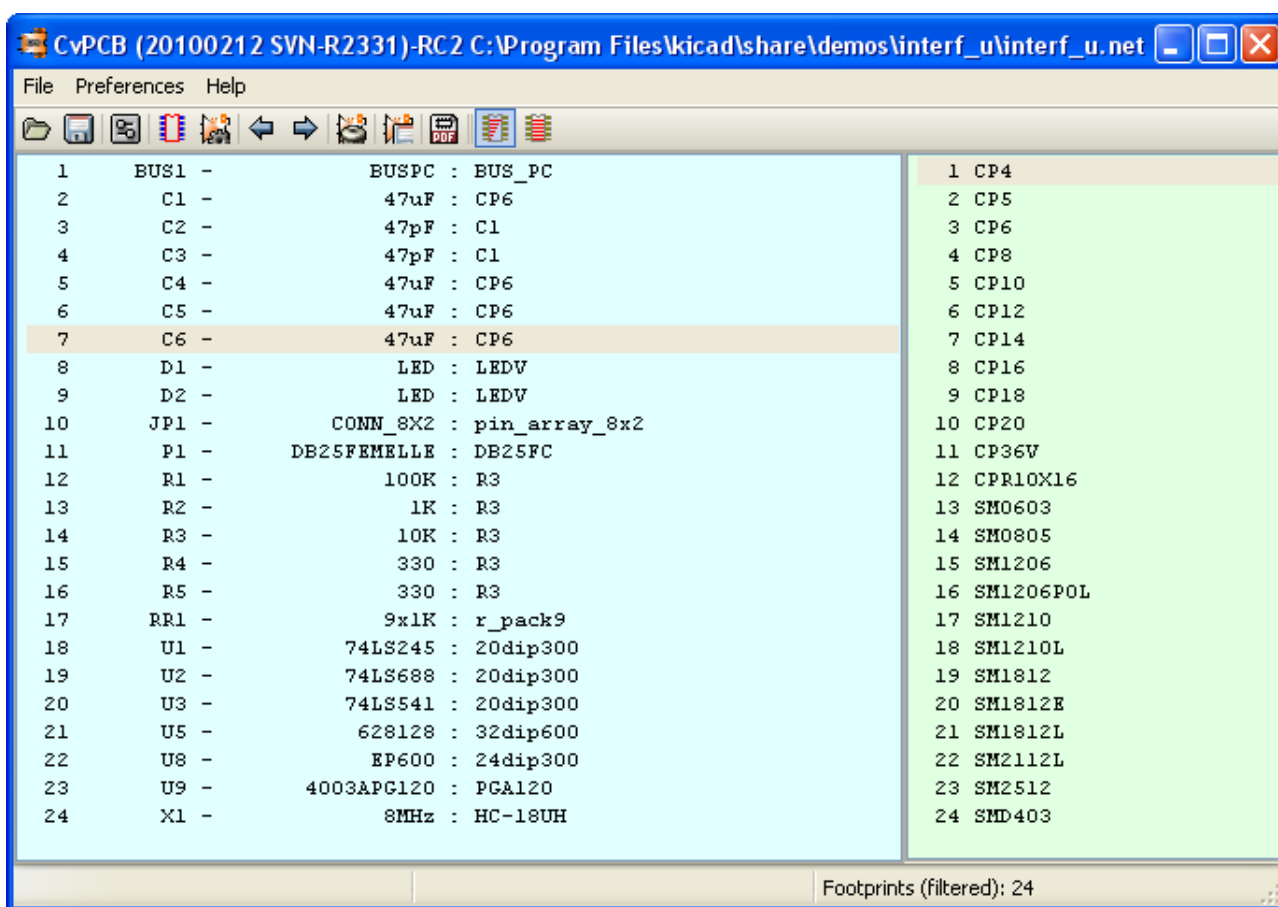 CvPCB (20100212 SVN-R2331)-RC2 C:\Program Files\kicad\share\demos\interf_u\interf_u.net
File Preferences Help
PDF
1 BUS1 - BUSPC : BUS_PC
2 C1 - 47uF : CP6
3 C2 - 47pF : C1
4 C3 - 47pF : C1
5 C4 - 47uF : CP6
6 C5 - 47uF : CP6
7 C6 - 47uF : CP6
8 D1 - LED : LEDV
9 D2 - LED : LEDV
10 JP1 - CONN_8X2 : pin_array_8x2
11 P1 - DB25FEMELLE : DB25FC
12 R1 - 100K : R3
13 R2 - 1K : R3
14 R3 - 10K : R3
15 R4 - 330 : R3
16 R5 - 330 : R3
17 RR1 - 9x1K : r_pack9
18 U1 - 74LS245 : 20dip300
19 U2 - 74LS688 : 20dip300
20 U3 - 74LS541 : 20dip300
21 U5 - 628128 : 32dip600
22 U8 - EP600 : 24dip300
23 U9 - 4003APG120 : PGA120
24 X1 - 8MHz : HC-18UH
1 CP4
2 CP5
3 CP6
4 CP8
5 CP10
6 CP12
7 CP14
8 CP16
9 CP18
10 CP20
11 CP36V
12 CPR10X16
13 SM0603
14 SM0805
15 SM1206
16 SM1206POL
17 SM1210
18 SM1210L
19 SM1812
20 SM1812E
21 SM1812L
22 SM2112L
23 SM2512
24 SMD403
Footprints (filtered): 24